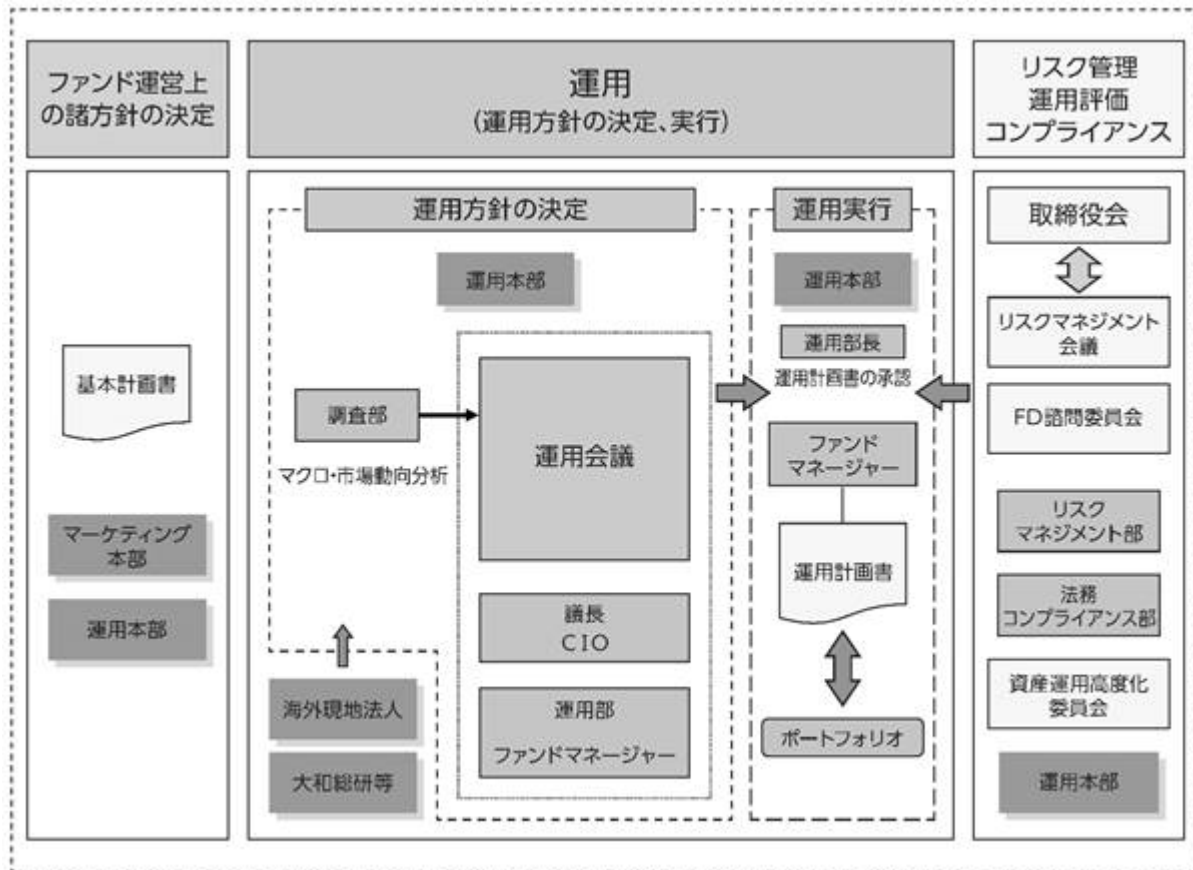 ファンド運営上
の諸方針の決定
運用
(運用方針の決定、実行)
リスク管理
運用評価
コンプライアンス
基本計画書
マーケティング
本部
運用本部
運用方針の決定
運用本部
調査部
マクロ・市場動向分析
運用会議
議長
CIO
運用部
ファンドマネージャー
海外現地法人
大和総研等
運用実行
運用本部
運用部長
運用計画書の承認
ファンド
マネージャー
運用計画書
ポートフォリオ
取締役会
リスクマネジメント
会議
FD諮問委員会
リスク
マネジメント部
法務
コンプライアンス部
資産運用高度化
委員会
運用本部